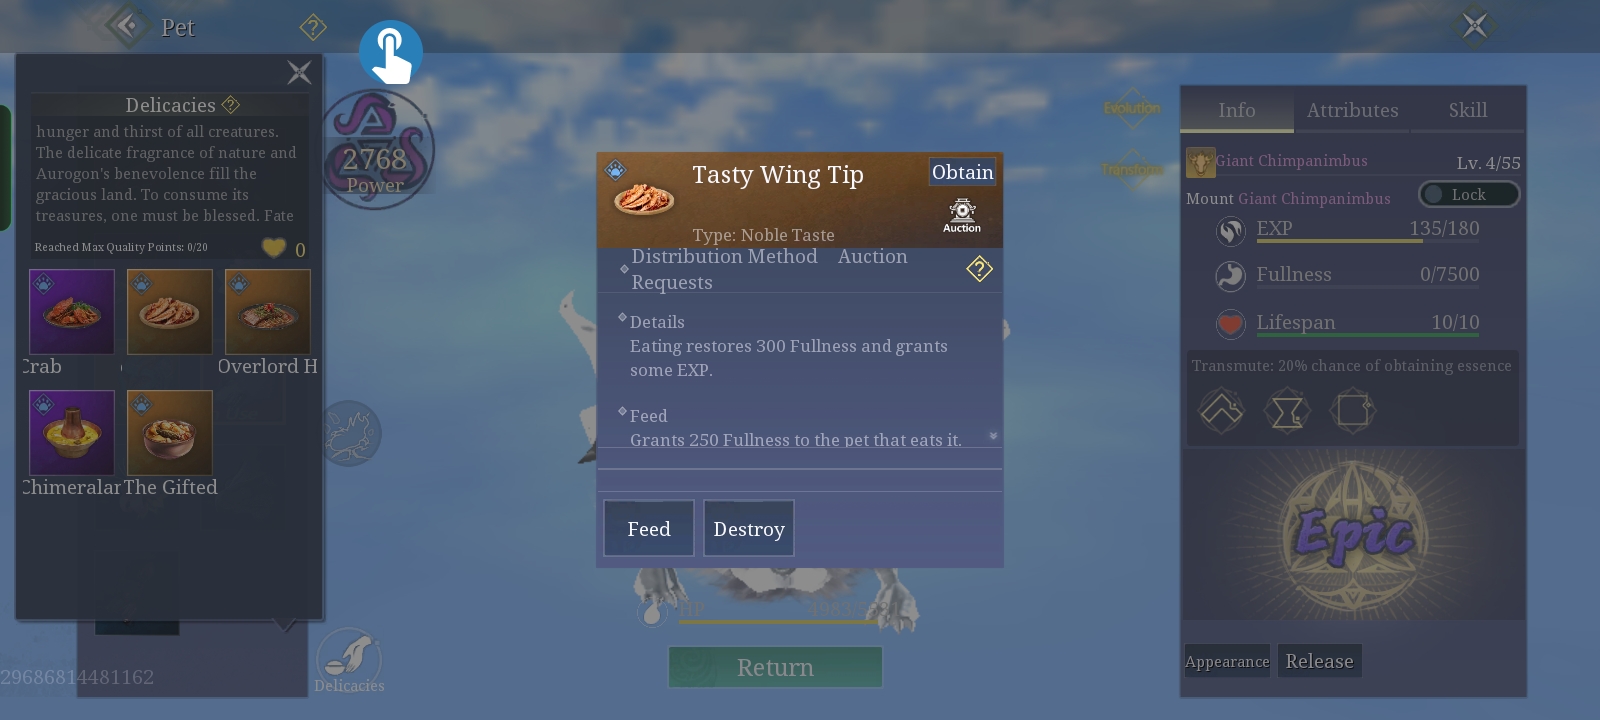 Pet
Delicacies
hunger and thirst of all creatures.
The delicate fragrance of nature and
Aurogon's benevolence fill the
gracious land. To consume its
treasures, one must be blessed. Fate
Reached Max Quality Points: 0/20
0
Crab
Overlord H
Chimeralar
The Gifted
29686814481162
2768
Power
Delicacies
Tasty Wing Tip
Obtain
Auction
Type: Noble Taste
Distribution Method Auction
Requests
Details
Eating restores 300 Fullness and grants
some EXP.
Feed
Grants 250 Fullness to the pet that eats it.
Feed
Destroy
HP
Return
Evolution
Transform
Info
Attributes
Skill
Giant Chimpanimbus
Lv. 4/55
Mount Giant Chimpanimbus
Lock
EXP 135/180
Fullness 0/7500
Lifespan 10/10
Transmute: 20% chance of obtaining essence
Epic
Appearance
Release